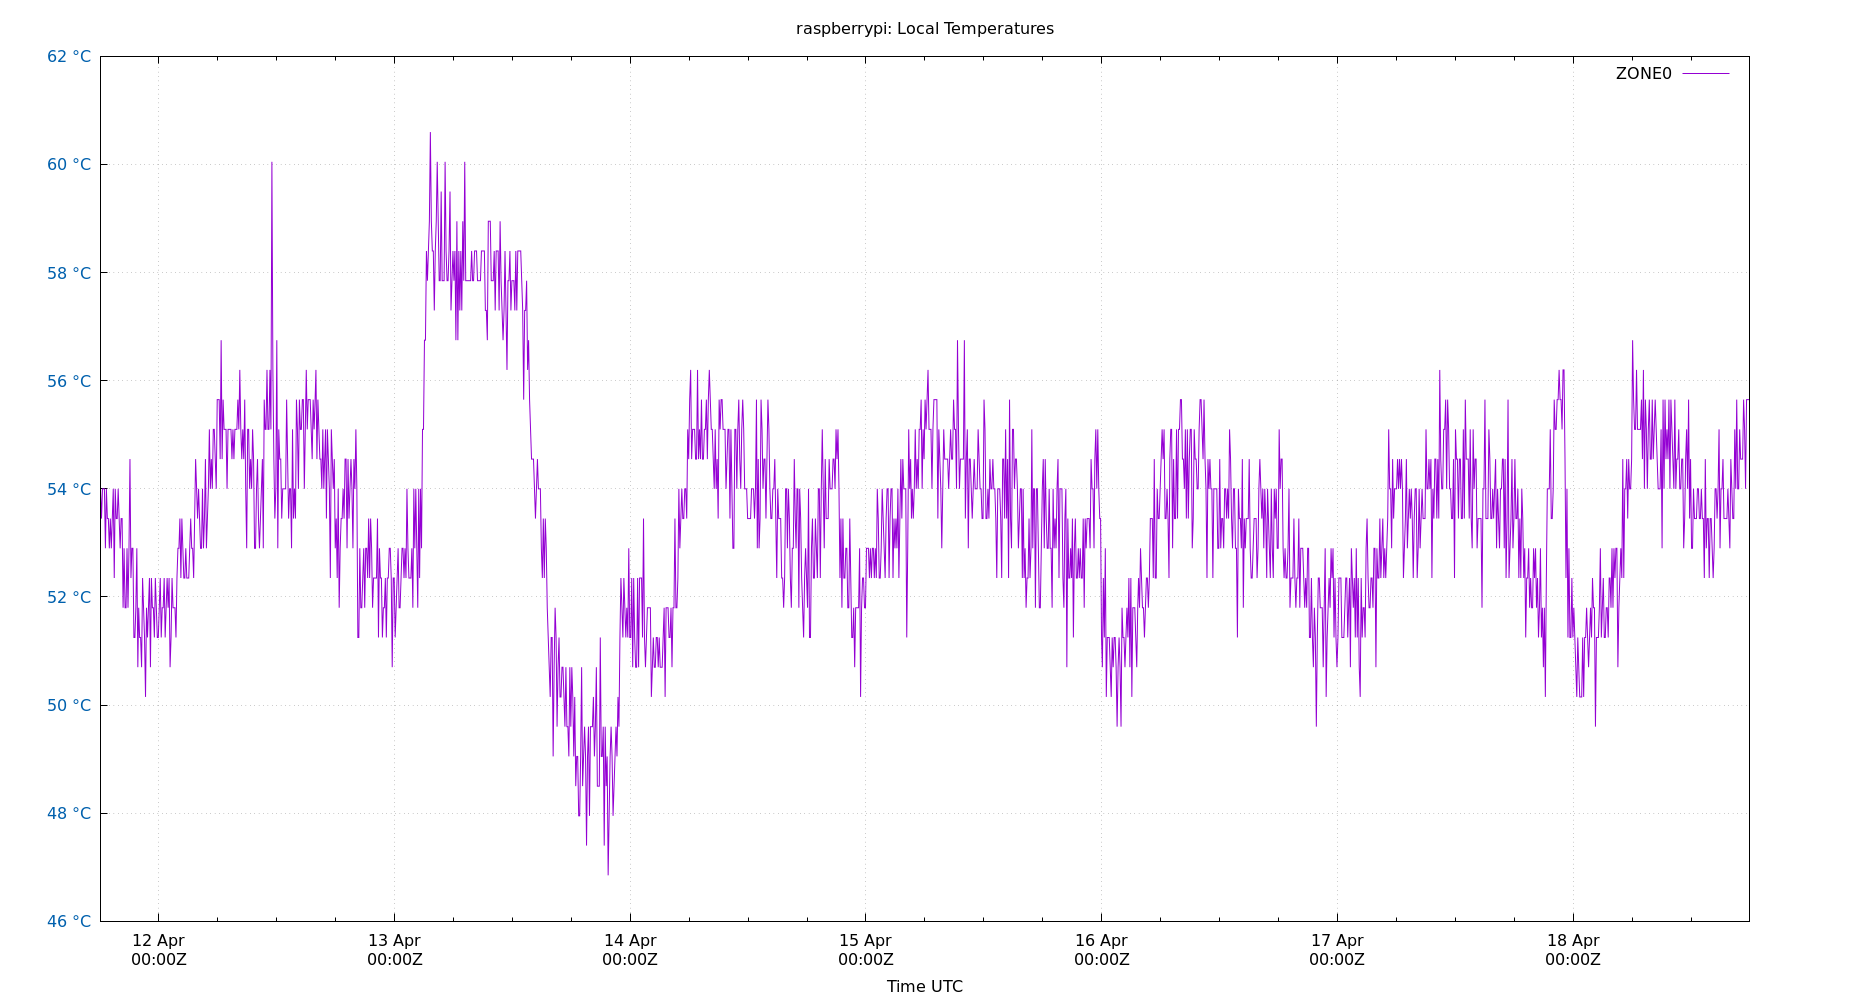 raspberrypi: Local Temperatures
62 °C
ZONE0
60 °C
58 °C
56 °C
54 °C
52 °C
50 °C
48 °C
46 °C
12 Apr 13 Apr 14 Apr 15 Apr 16 Apr 17 Apr 18 Apr
00:00Z 00:00Z 00:00Z 00:00Z 00:00Z 00:00Z 00:00Z
Time UTC